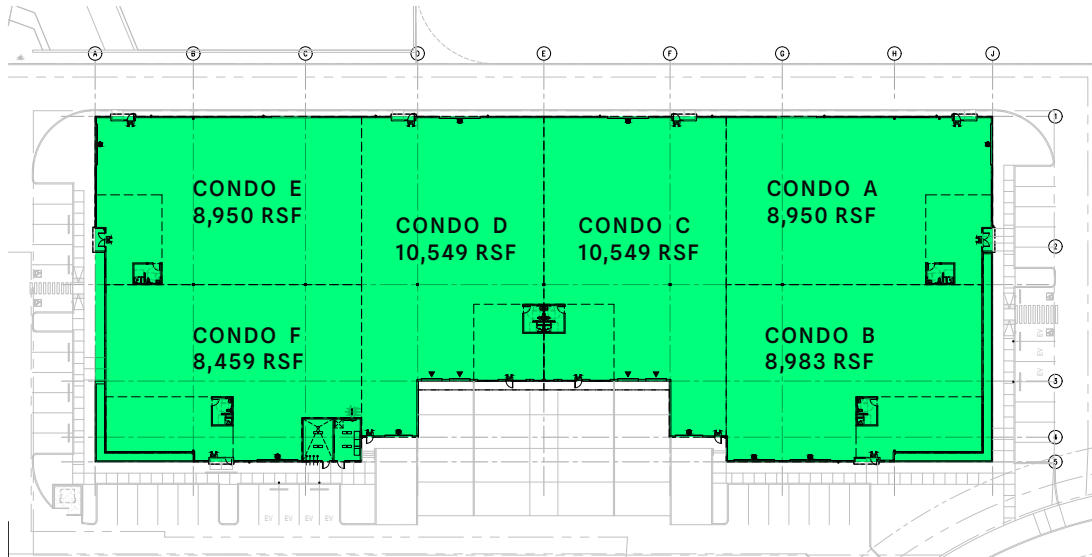 A B C D E F G H J
1
CONDO E
8,950 RSF
CONDO A
8,950 RSF
CONDO D
10,549 RSF
CONDO C
10,549 RSF
2
CONDO F
8,459 RSF
CONDO B
8,983 RSF
EV
EV
EV
3
4
5
EV EV EV EV